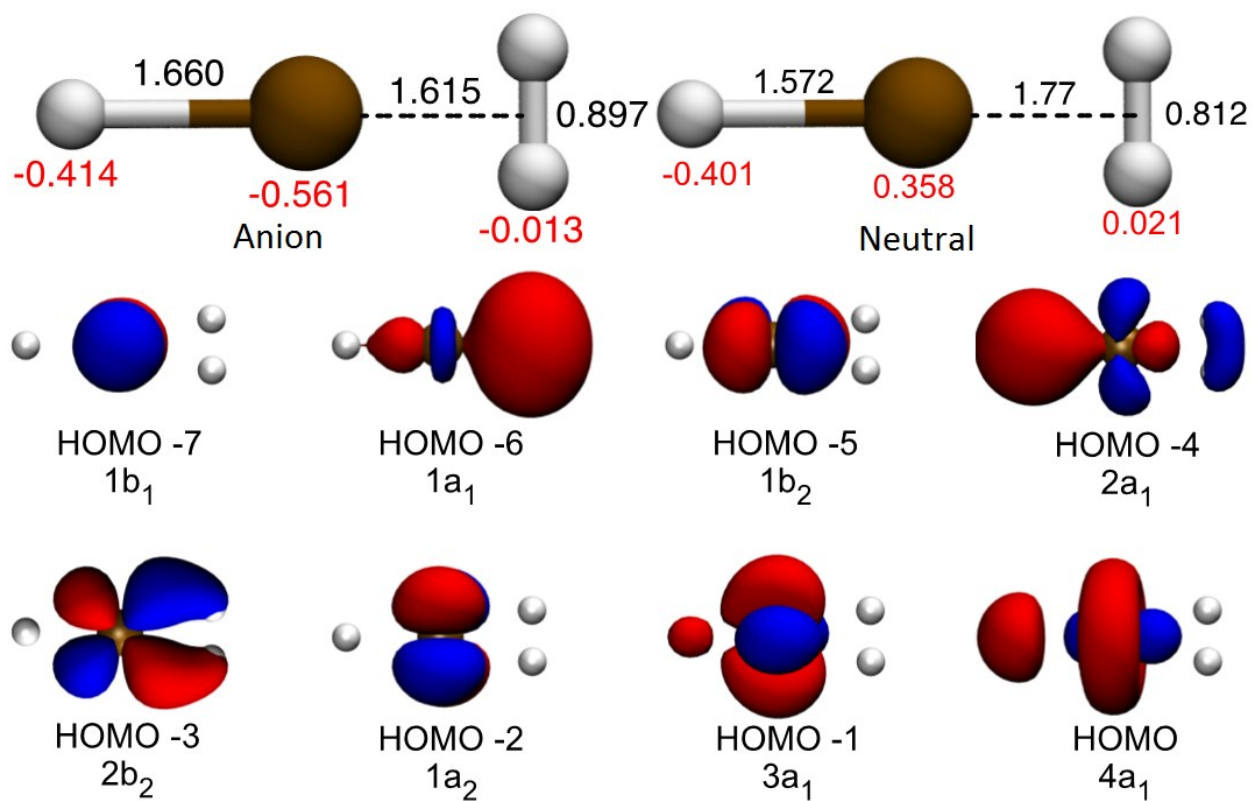 1.660 1.615 0.897 1.572 1.77 0.812
-0.414 -0.561 -0.013 -0.401 0.358 0.021
Anion Neutral
HOMO -7 HOMO -6 HOMO -5 HOMO -4
1b₁ 1a₁ 1b₂ 2a₁
HOMO -3 HOMO -2 HOMO -1 HOMO
2b₂ 1a₂ 3a₁ 4a₁